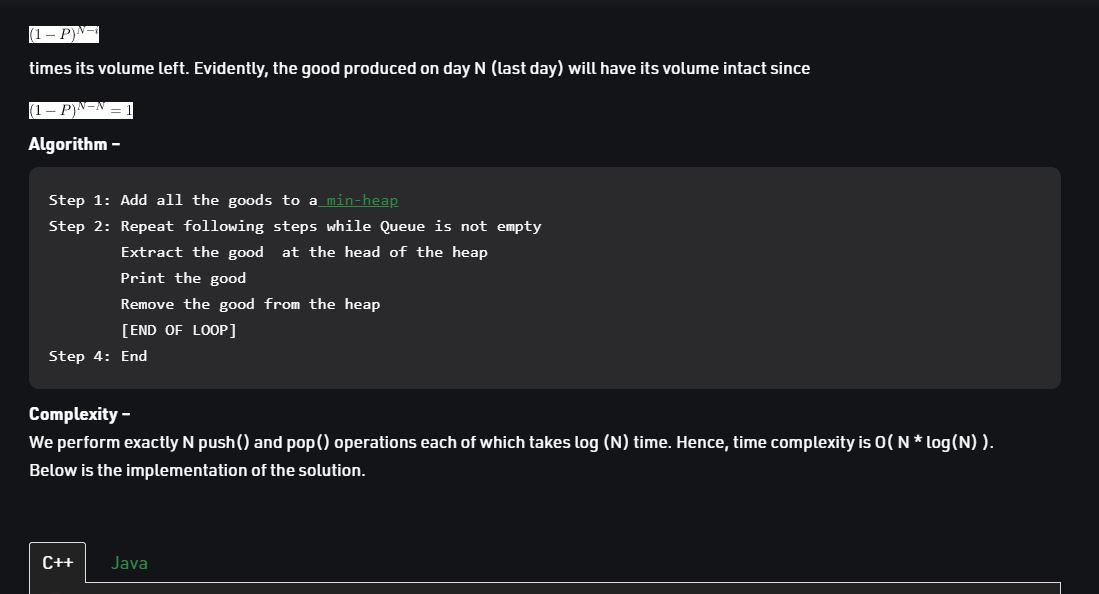 (1 − P)^{N−i}
times its volume left. Evidently, the good produced on day N (last day) will have its volume intact since
(1 − P)^{N−N} = 1
Algorithm –
Step 1: Add all the goods to a min-heap
Step 2: Repeat following steps while Queue is not empty
Extract the good  at the head of the heap
Print the good
Remove the good from the heap
[END OF LOOP]
Step 4: End
Complexity –
We perform exactly N push() and pop() operations each of which takes log (N) time. Hence, time complexity is O( N * log(N) ).
Below is the implementation of the solution.
C++ Java